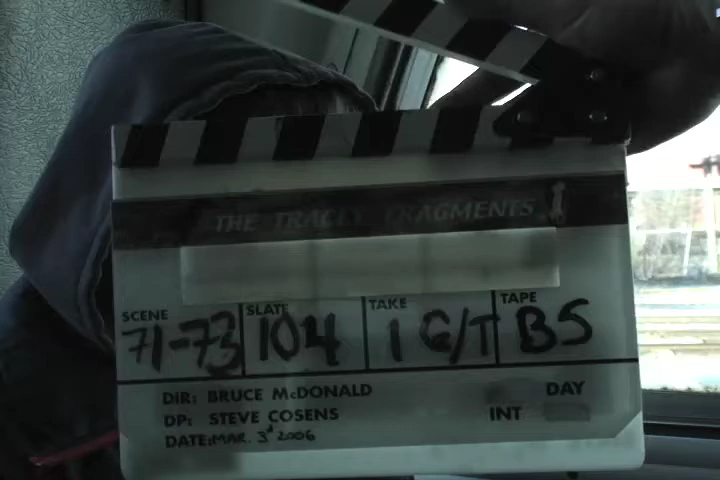 THE TRACEY FRAGMENTS
SCENE SLATE TAKE TAPE
71-73 104 1 E/T B5
DIR: BRUCE McDONALD DAY
DP: STEVE COSENS INT
DATE: MAR. 3rd 2006